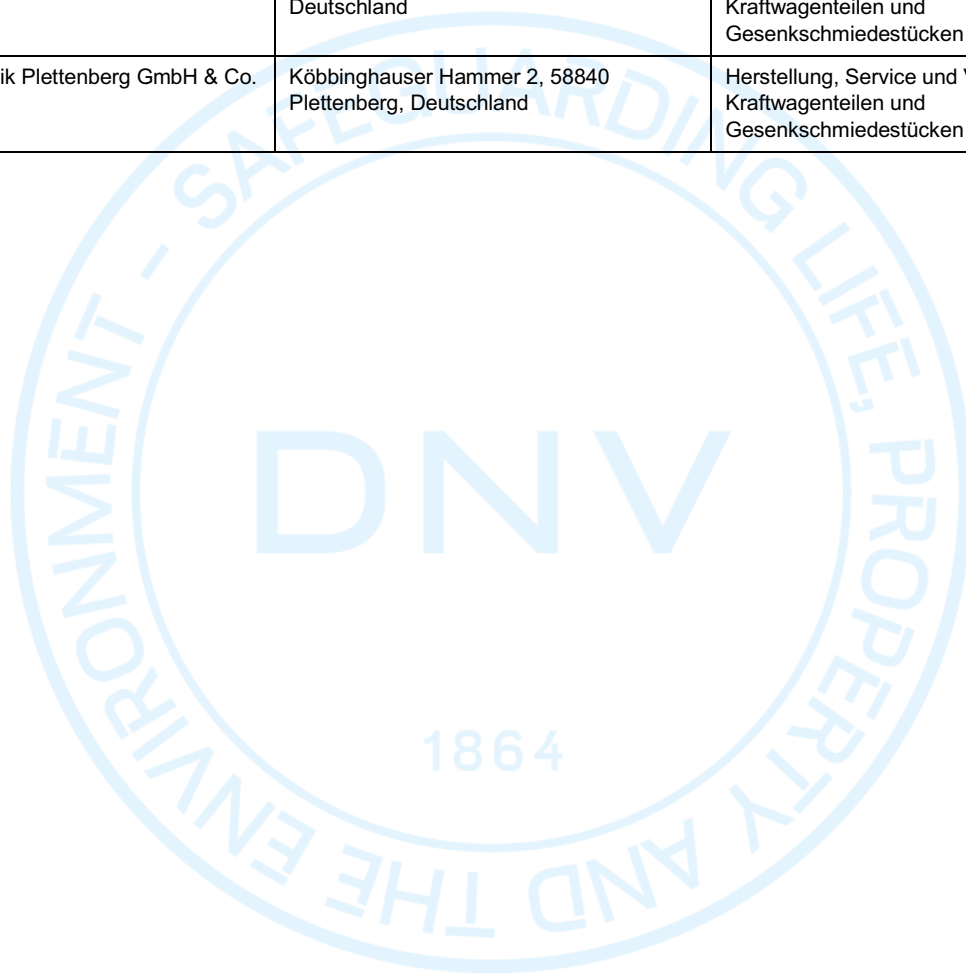 Deutschland
Kraftwagenteilen und
Gesenkschmiedestücken
ik Plettenberg GmbH & Co.
Köbbinghauser Hammer 2, 58840
Plettenberg, Deutschland
Herstellung, Service und V
Kraftwagenteilen und
Gesenkschmiedestücken
SAFEGUARDING LIFE, PROPERTY AND THE ENVIRONMENT -
DNV
1864